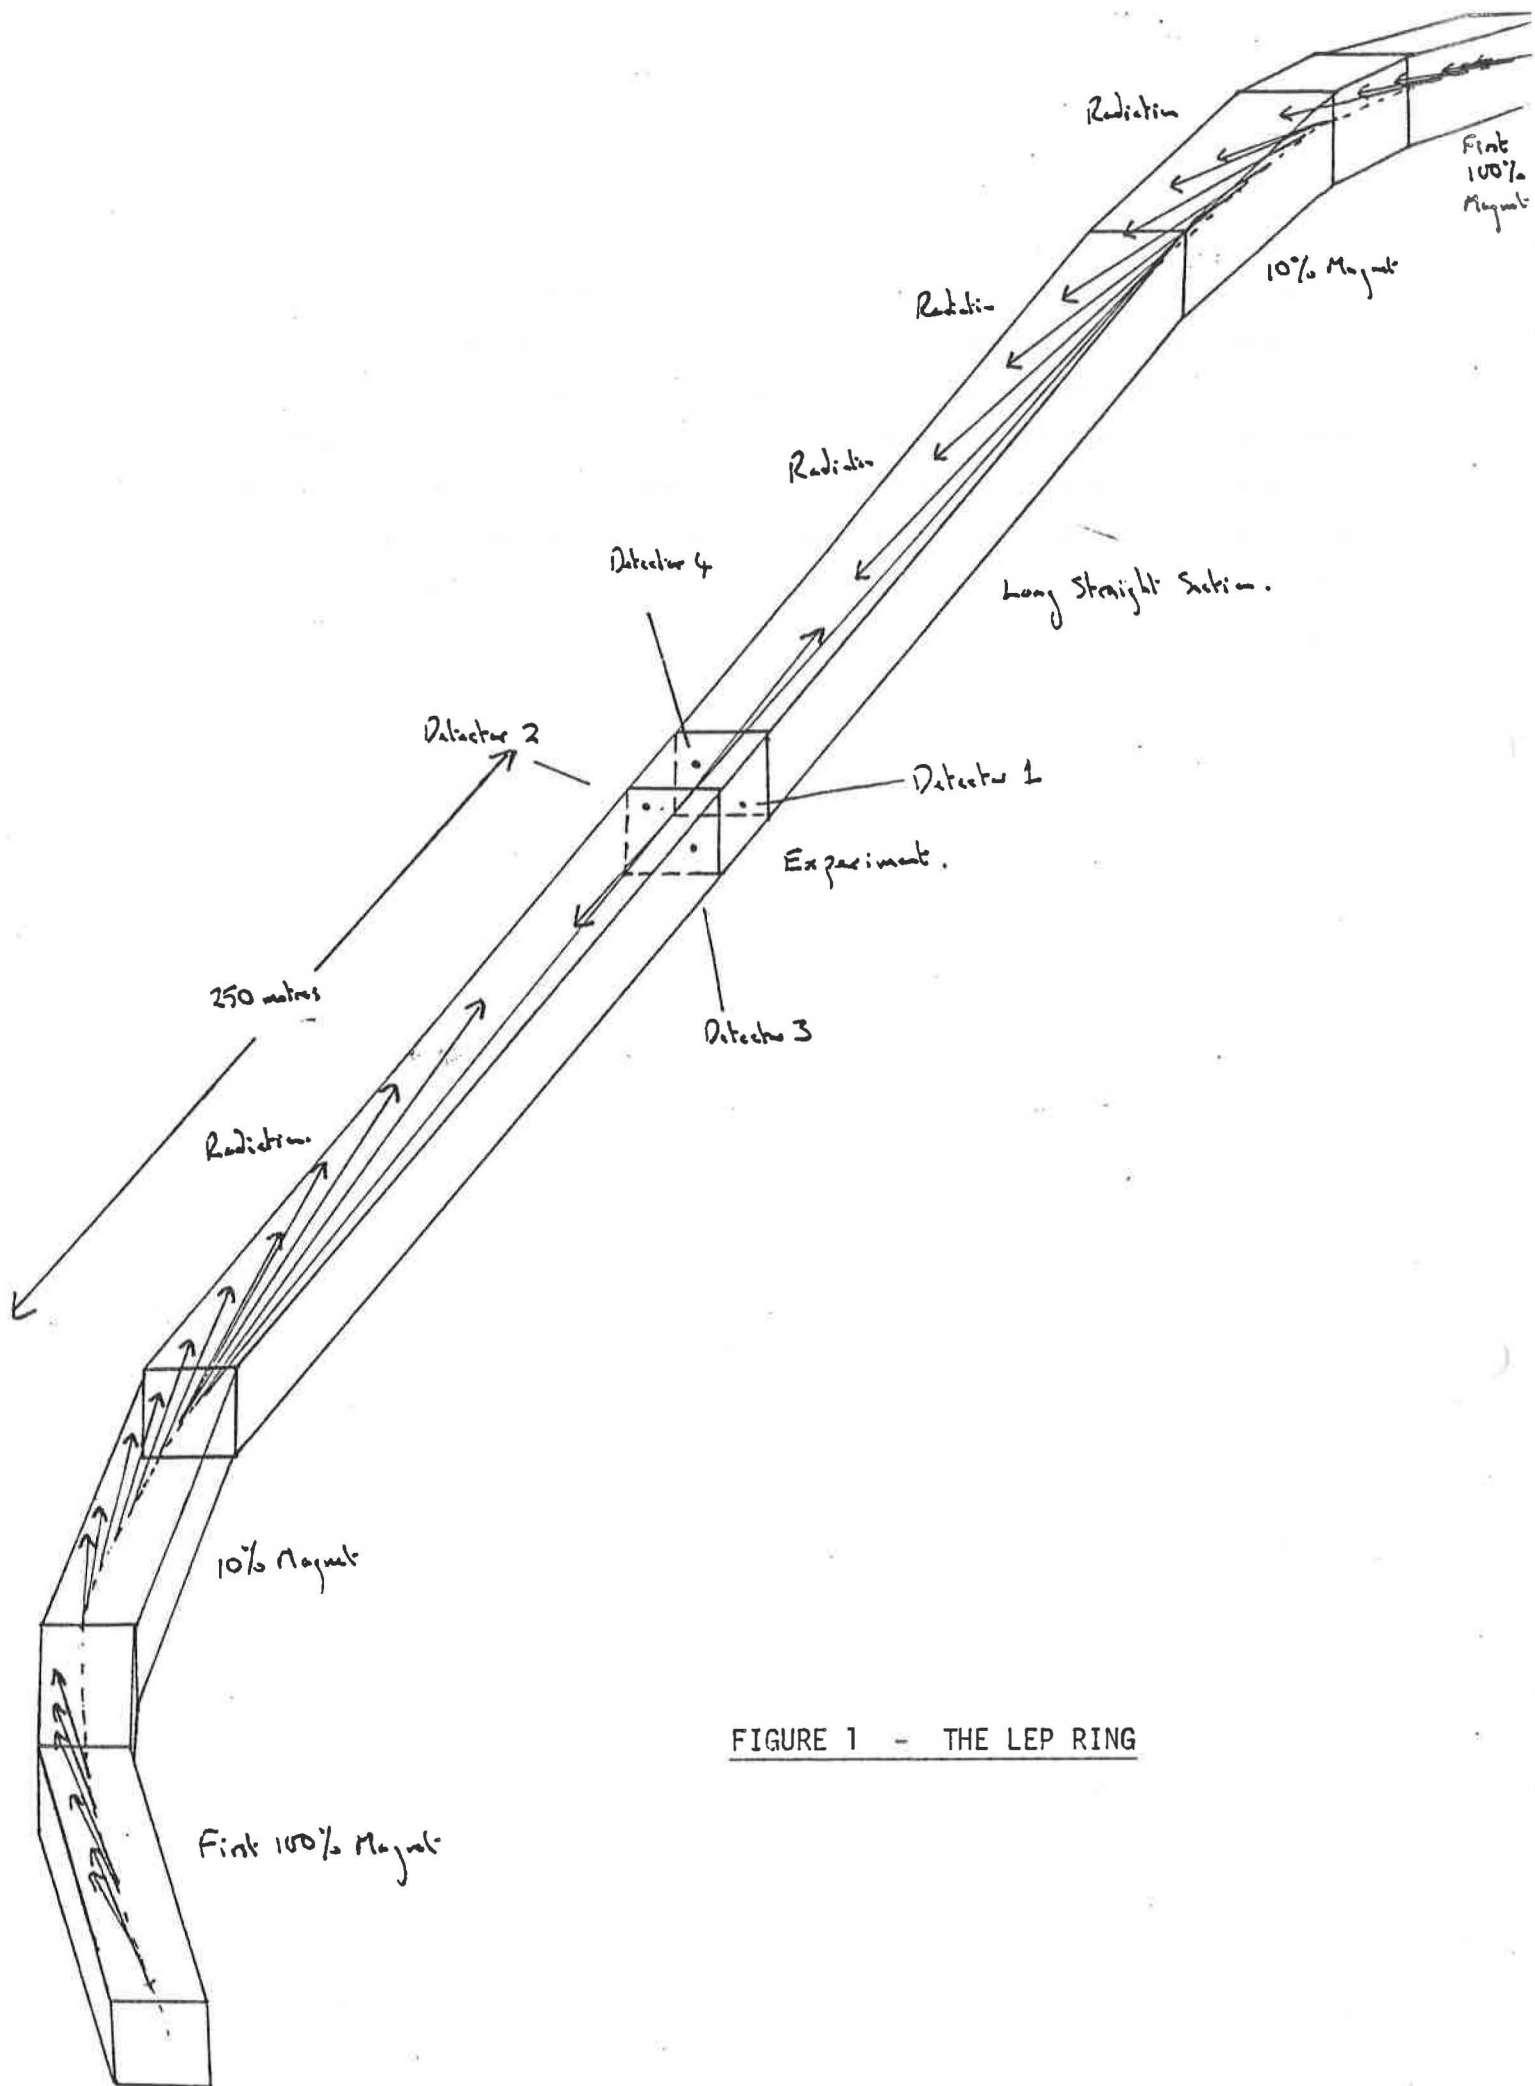 Radiation
First
100%
Magnet
10% Magnet
Radiation
Radiation
Detector 4
Long Straight Section.
Detector 2
Detector 1
Experiment.
250 metres
Detector 3
Radiation.
10% Magnet
FIGURE 1 - THE LEP RING
First 100% Magnet